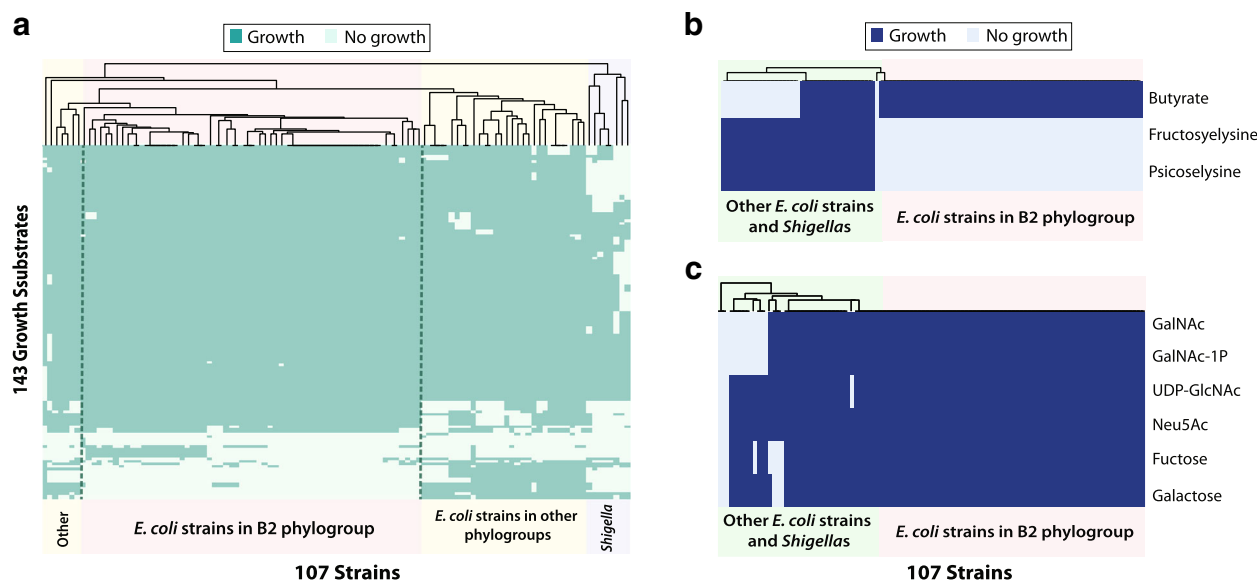 a
Growth No growth
143 Growth Ssubstrates
Other
E. coli strains in B2 phylogroup
E. coli strains in other
phylogroups
Shigella
107 Strains
b
Growth No growth
Butyrate
Fructosyelysine
Psicoselysine
Other E. coli strains
and Shigellas
E. coli strains in B2 phylogroup
c
GalNAc
GalNAc-1P
UDP-GlcNAc
Neu5Ac
Fuctose
Galactose
Other E. coli strains
and Shigellas
E. coli strains in B2 phylogroup
107 Strains